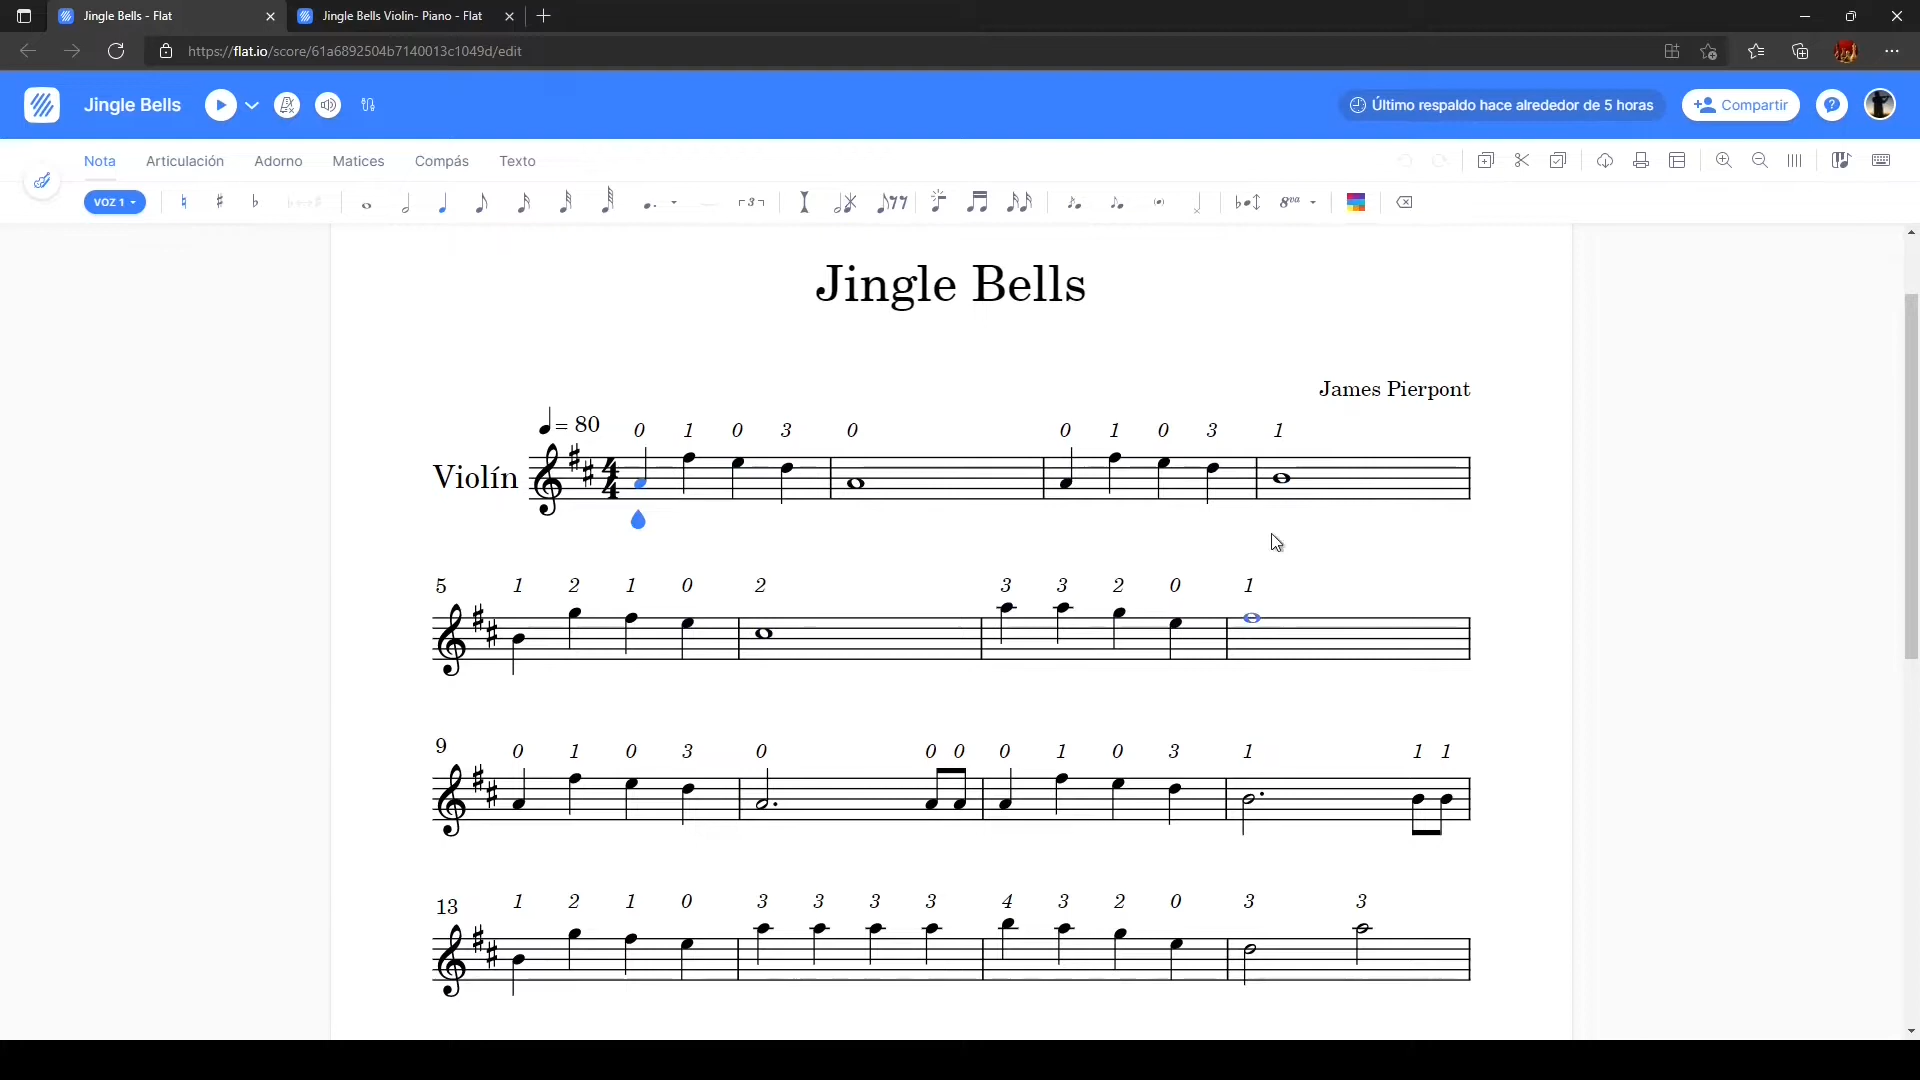 Jingle Bells - Flat
Jingle Bells Violin- Piano - Flat
https://flat.io/score/61a6892504b7140013c1049d/edit
Jingle Bells
Último respaldo hace alrededor de 5 horas
Compartir
Nota Articulación Adorno Matices Compás Texto
VOZ 1
3
8va
Jingle Bells
James Pierpont
= 80
0 1 0 3 0 0 1 0 3 1
Violín
4
4
5 1 2 1 0 2 3 3 2 0 1
9 0 1 0 3 0 0 0 0 1 0 3 1 1 1
13 1 2 1 0 3 3 3 3 4 3 2 0 3 3